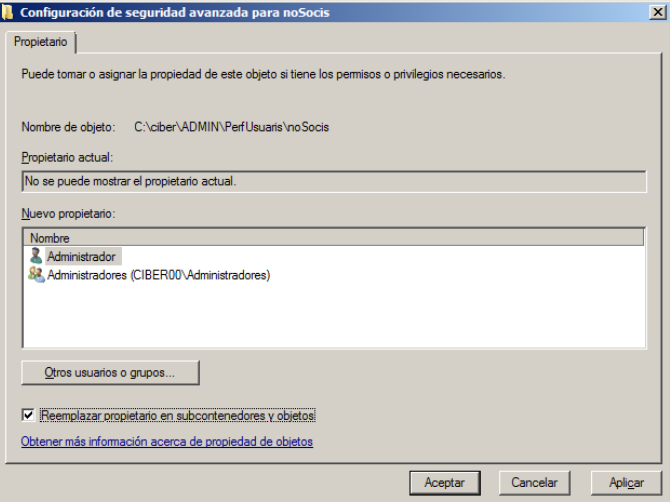 Configuración de seguridad avanzada para noSocis
Propietario
Puede tomar o asignar la propiedad de este objeto si tiene los permisos o privilegios necesarios.
Nombre de objeto: C:\ciber\ADMIN\PerfUsuaris\noSocis
Propietario actual:
No se puede mostrar el propietario actual.
Nuevo propietario:
Nombre
Administrador
Administradores (CIBER00\Administradores)
Otros usuarios o grupos...
Reemplazar propietario en subcontenedores y objetos
Obtener más información acerca de propiedad de objetos
Aceptar Cancelar Aplicar